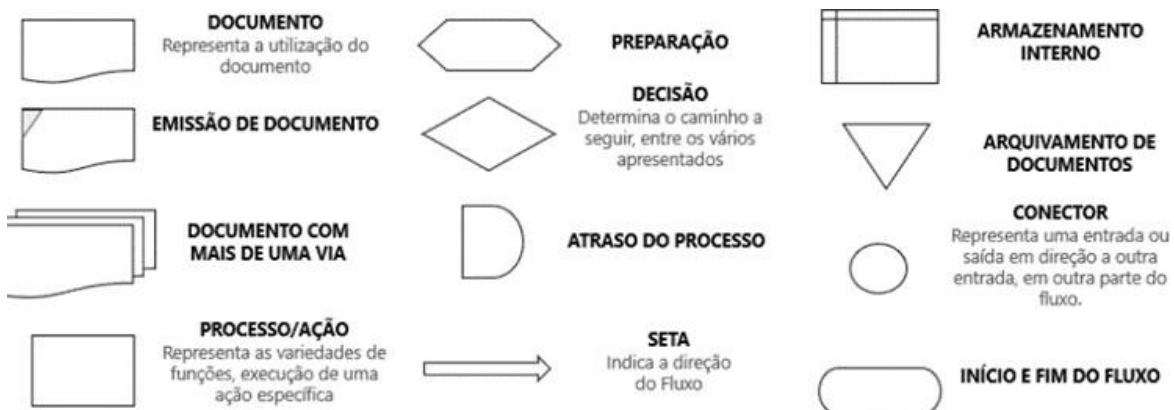 DOCUMENTO
Representa a utilização do
documento
EMISSÃO DE DOCUMENTO
DOCUMENTO COM
MAIS DE UMA VIA
PROCESSO/AÇÃO
Representa as variedades de
funções, execução de uma
ação específica
PREPARAÇÃO
DECISÃO
Determina o caminho a
seguir, entre os vários
apresentados
ATRASO DO PROCESSO
SETA
Indica a direção
do Fluxo
ARMAZENAMENTO
INTERNO
ARQUIVAMENTO DE
DOCUMENTOS
CONECTOR
Representa uma entrada ou
saída em direção a outra
entrada, em outra parte do
fluxo.
INÍCIO E FIM DO FLUXO